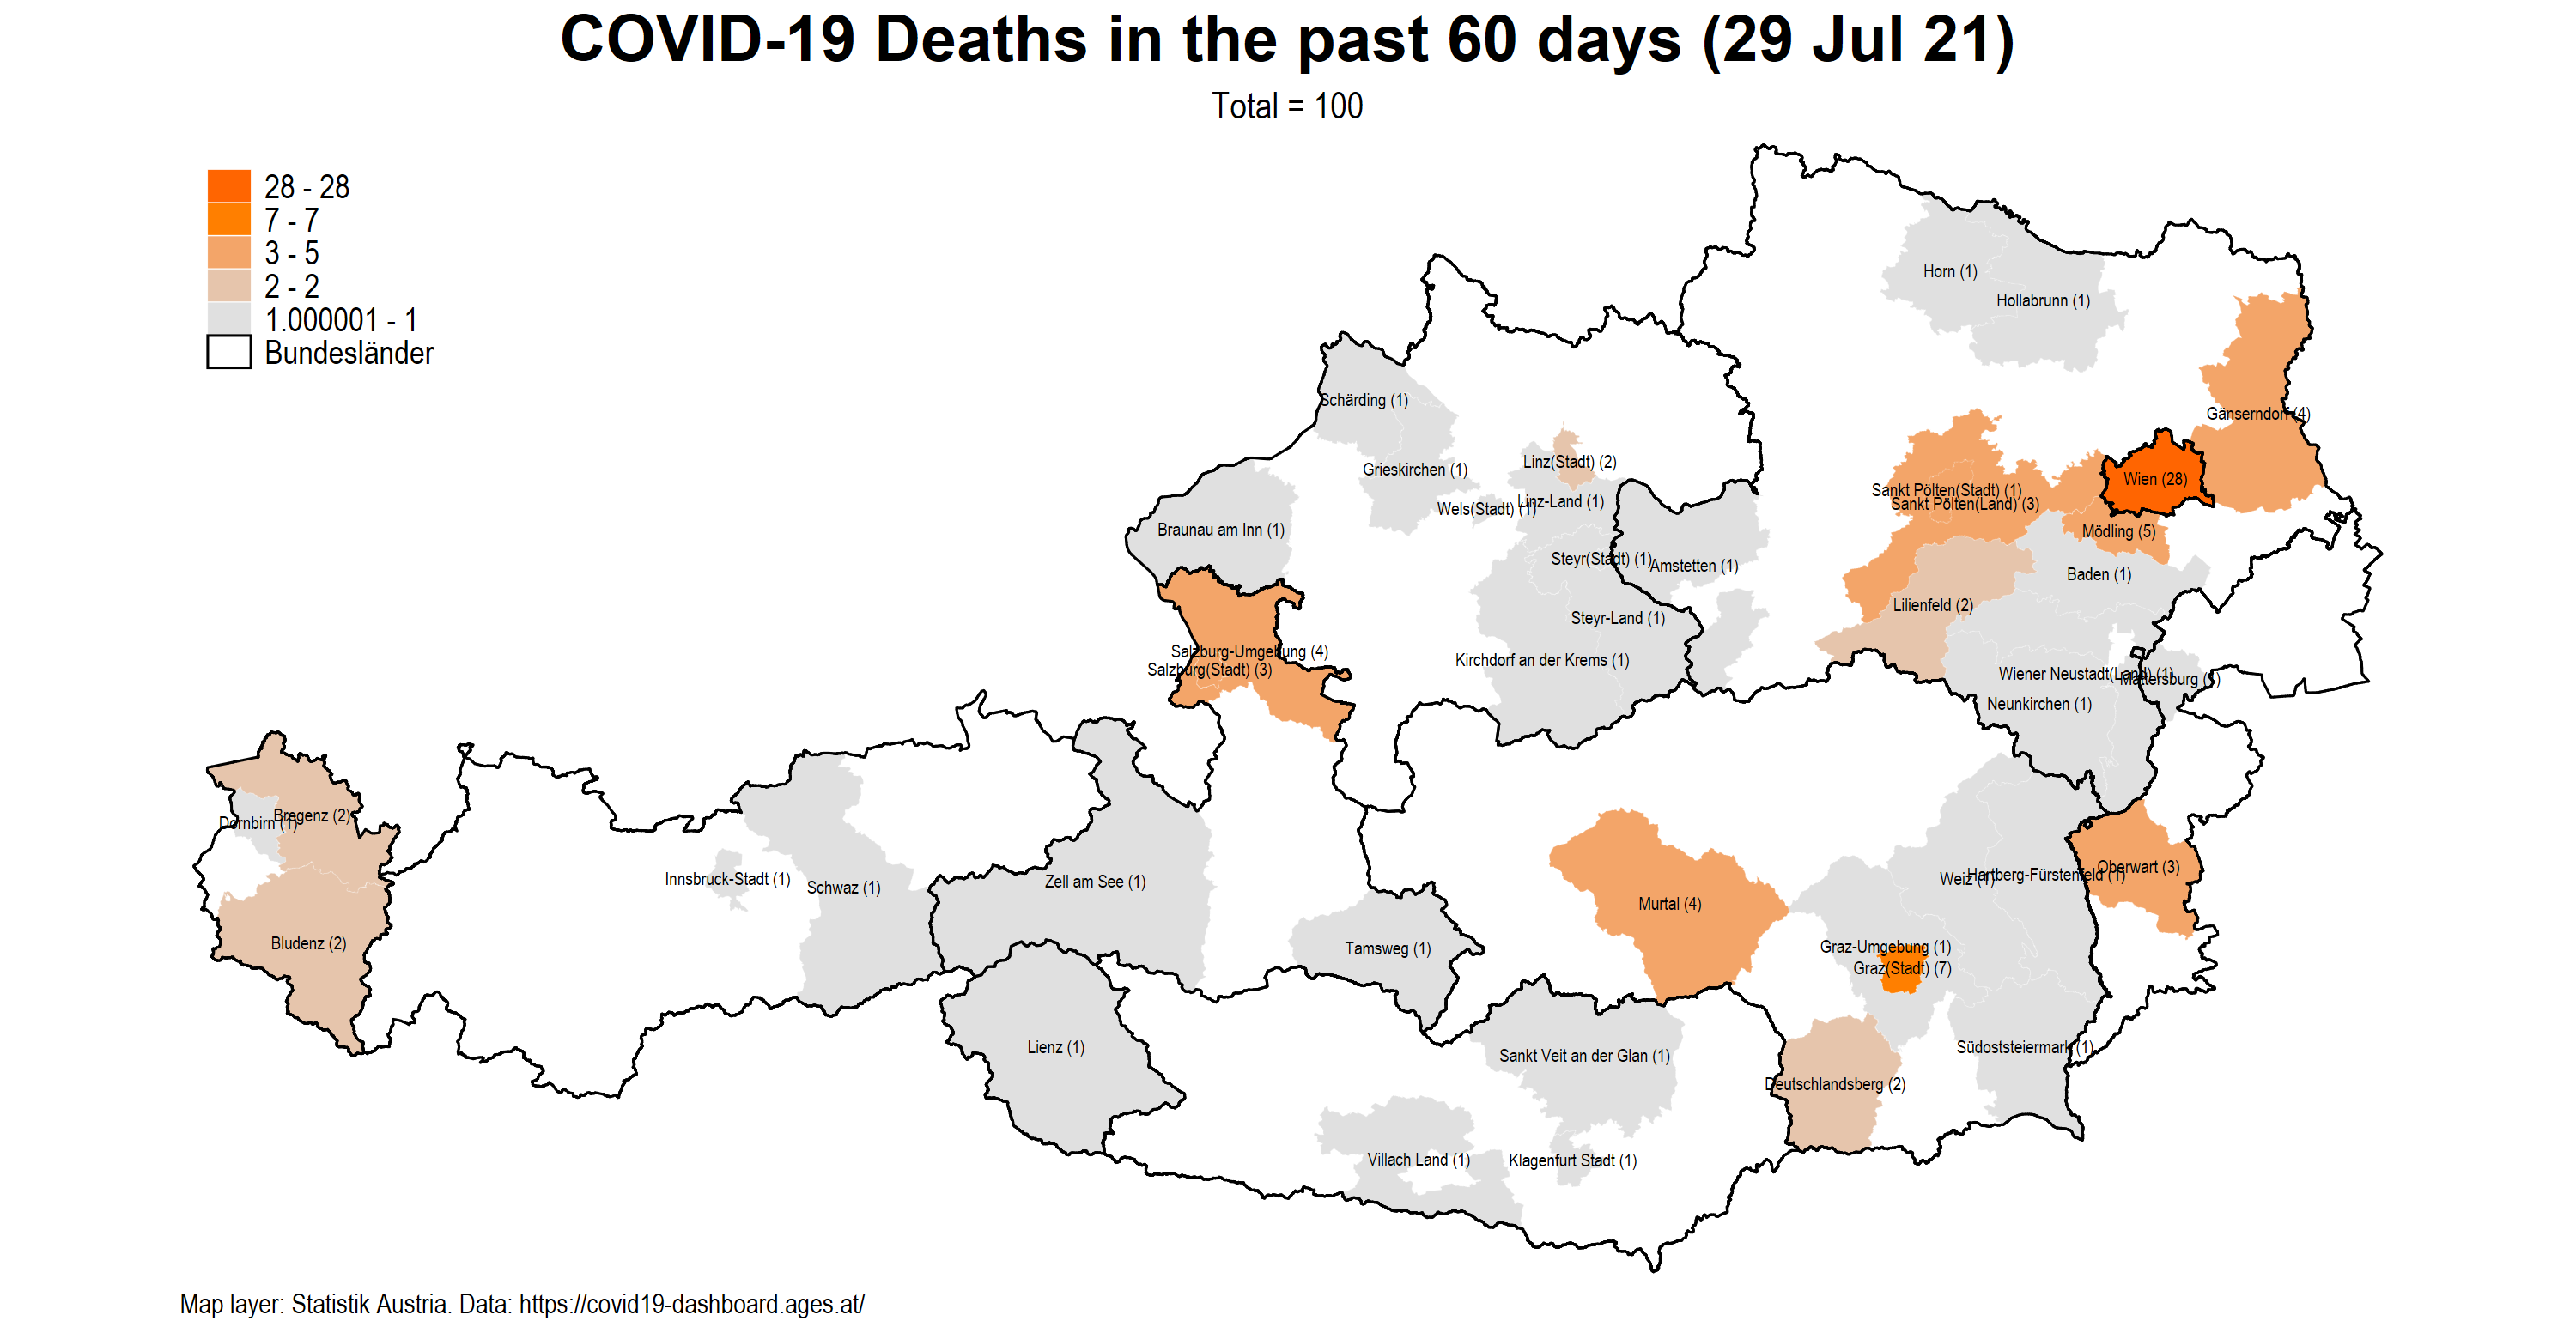 COVID-19 Deaths in the past 60 days (29 Jul 21)
Total = 100
28 - 28
7 - 7
3 - 5
2 - 2
1.000001 - 1
Bundesländer
Horn (1)
Hollabrunn (1)
Schärding (1)
Gänserndorf (4)
Grieskirchen (1)
Linz(Stadt) (2)
Wien (28)
Sankt Pölten(Stadt) (1)
Sankt Pölten(Land) (3)
Linz-Land (1)
Wels(Stadt) (1)
Braunau am Inn (1)
Mödling (5)
Steyr(Stadt) (1)
Amstetten (1)
Baden (1)
Lilienfeld (2)
Steyr-Land (1)
Salzburg-Umgebung (4)
Salzburg(Stadt) (3)
Kirchdorf an der Krems (1)
Wiener Neustadt(Land) (1)
Mattersburg (1)
Neunkirchen (1)
Bregenz (2)
Dornbirn (1)
Oberwart (3)
Innsbruck-Stadt (1)
Schwaz (1)
Zell am See (1)
Weiz (1)
Hartberg-Fürstenfeld (1)
Murtal (4)
Bludenz (2)
Tamsweg (1)
Graz-Umgebung (1)
Graz(Stadt) (7)
Lienz (1)
Sankt Veit an der Glan (1)
Südoststeiermark (1)
Deutschlandsberg (2)
Villach Land (1)
Klagenfurt Stadt (1)
Map layer: Statistik Austria. Data: https://covid19-dashboard.ages.at/